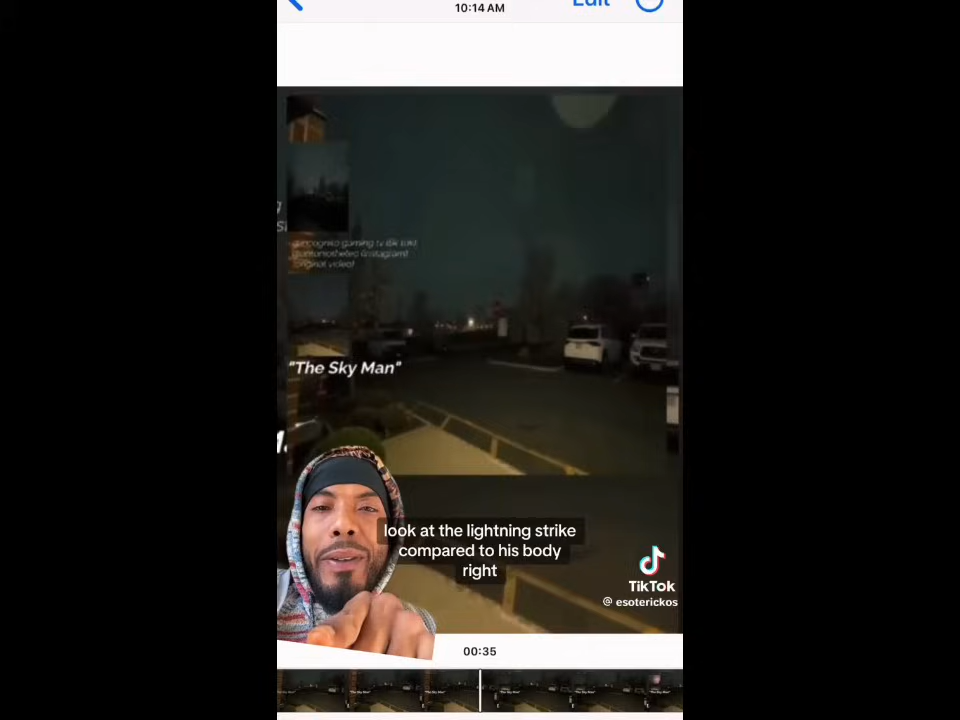 10:14 AM
Edit
"The Sky Man"
look at the lightning strike
compared to his body
right
TikTok
@ esoterickos
00:35